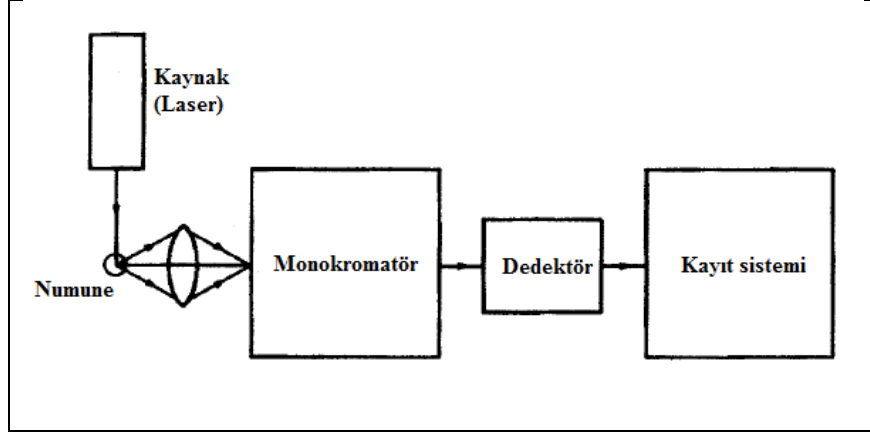 Kaynak
(Laser)
Numune
Monokromatör
Dedektör
Kayıt sistemi